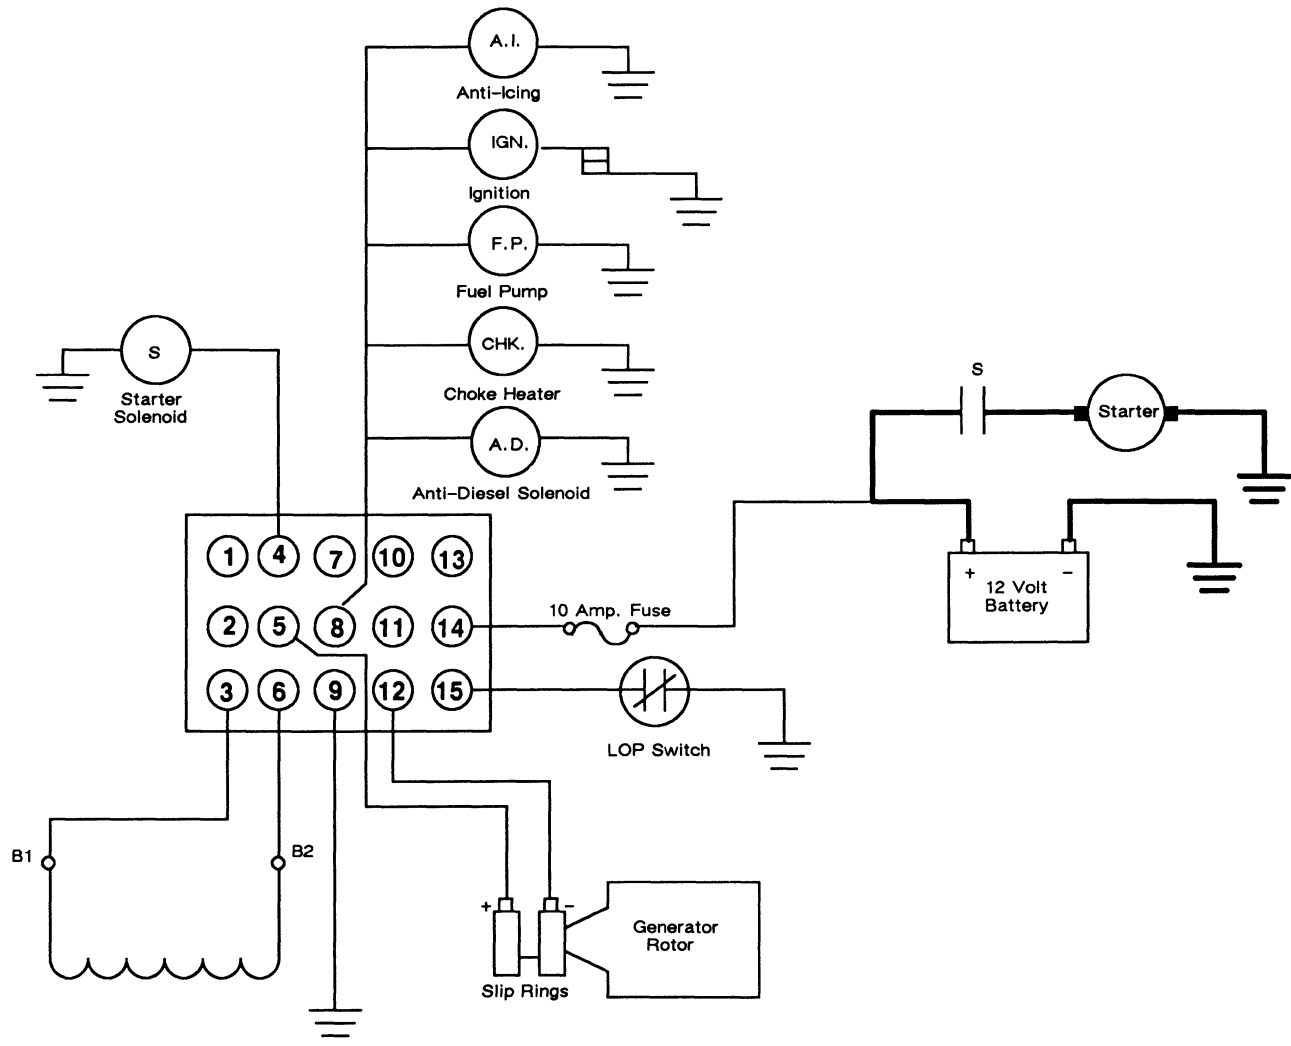 A.I.
Anti-Icing
IGN.
Ignition
F.P.
Fuel Pump
S
Starter
Solenoid
CHK.
Choke Heater
A.D.
Anti-Diesel Solenoid
S
Starter
1 4 7 10 13
2 5 8 11 14
3 6 9 12 15
10 Amp. Fuse
+ −
12 Volt
Battery
LOP Switch
B1
B2
+ −
Generator
Rotor
Slip Rings